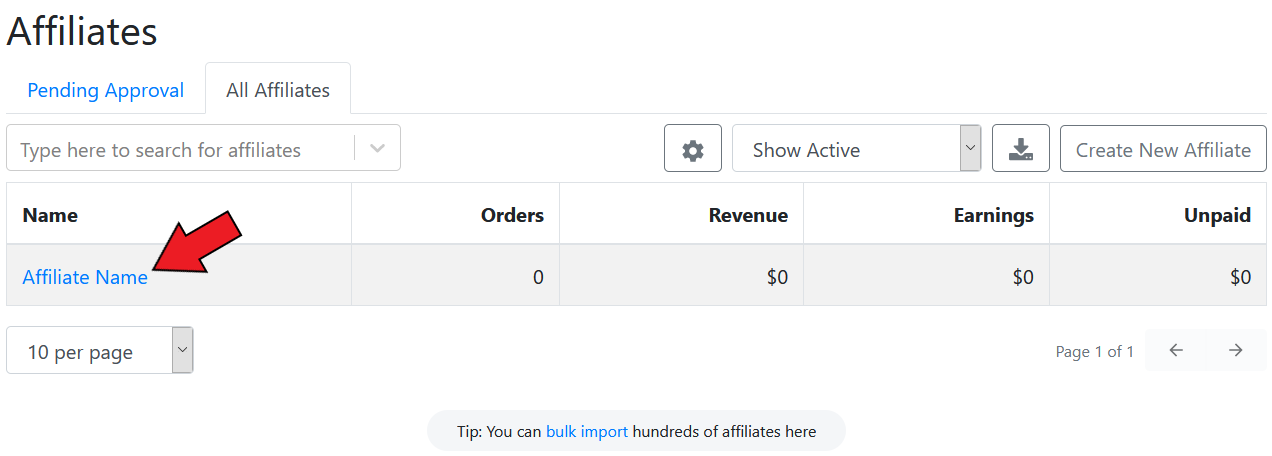 Affiliates
Pending Approval All Affiliates
Type here to search for affiliates Show Active Create New Affiliate
Name Orders Revenue Earnings Unpaid
Affiliate Name 0 $0 $0 $0
10 per page Page 1 of 1
Tip: You can bulk import hundreds of affiliates here